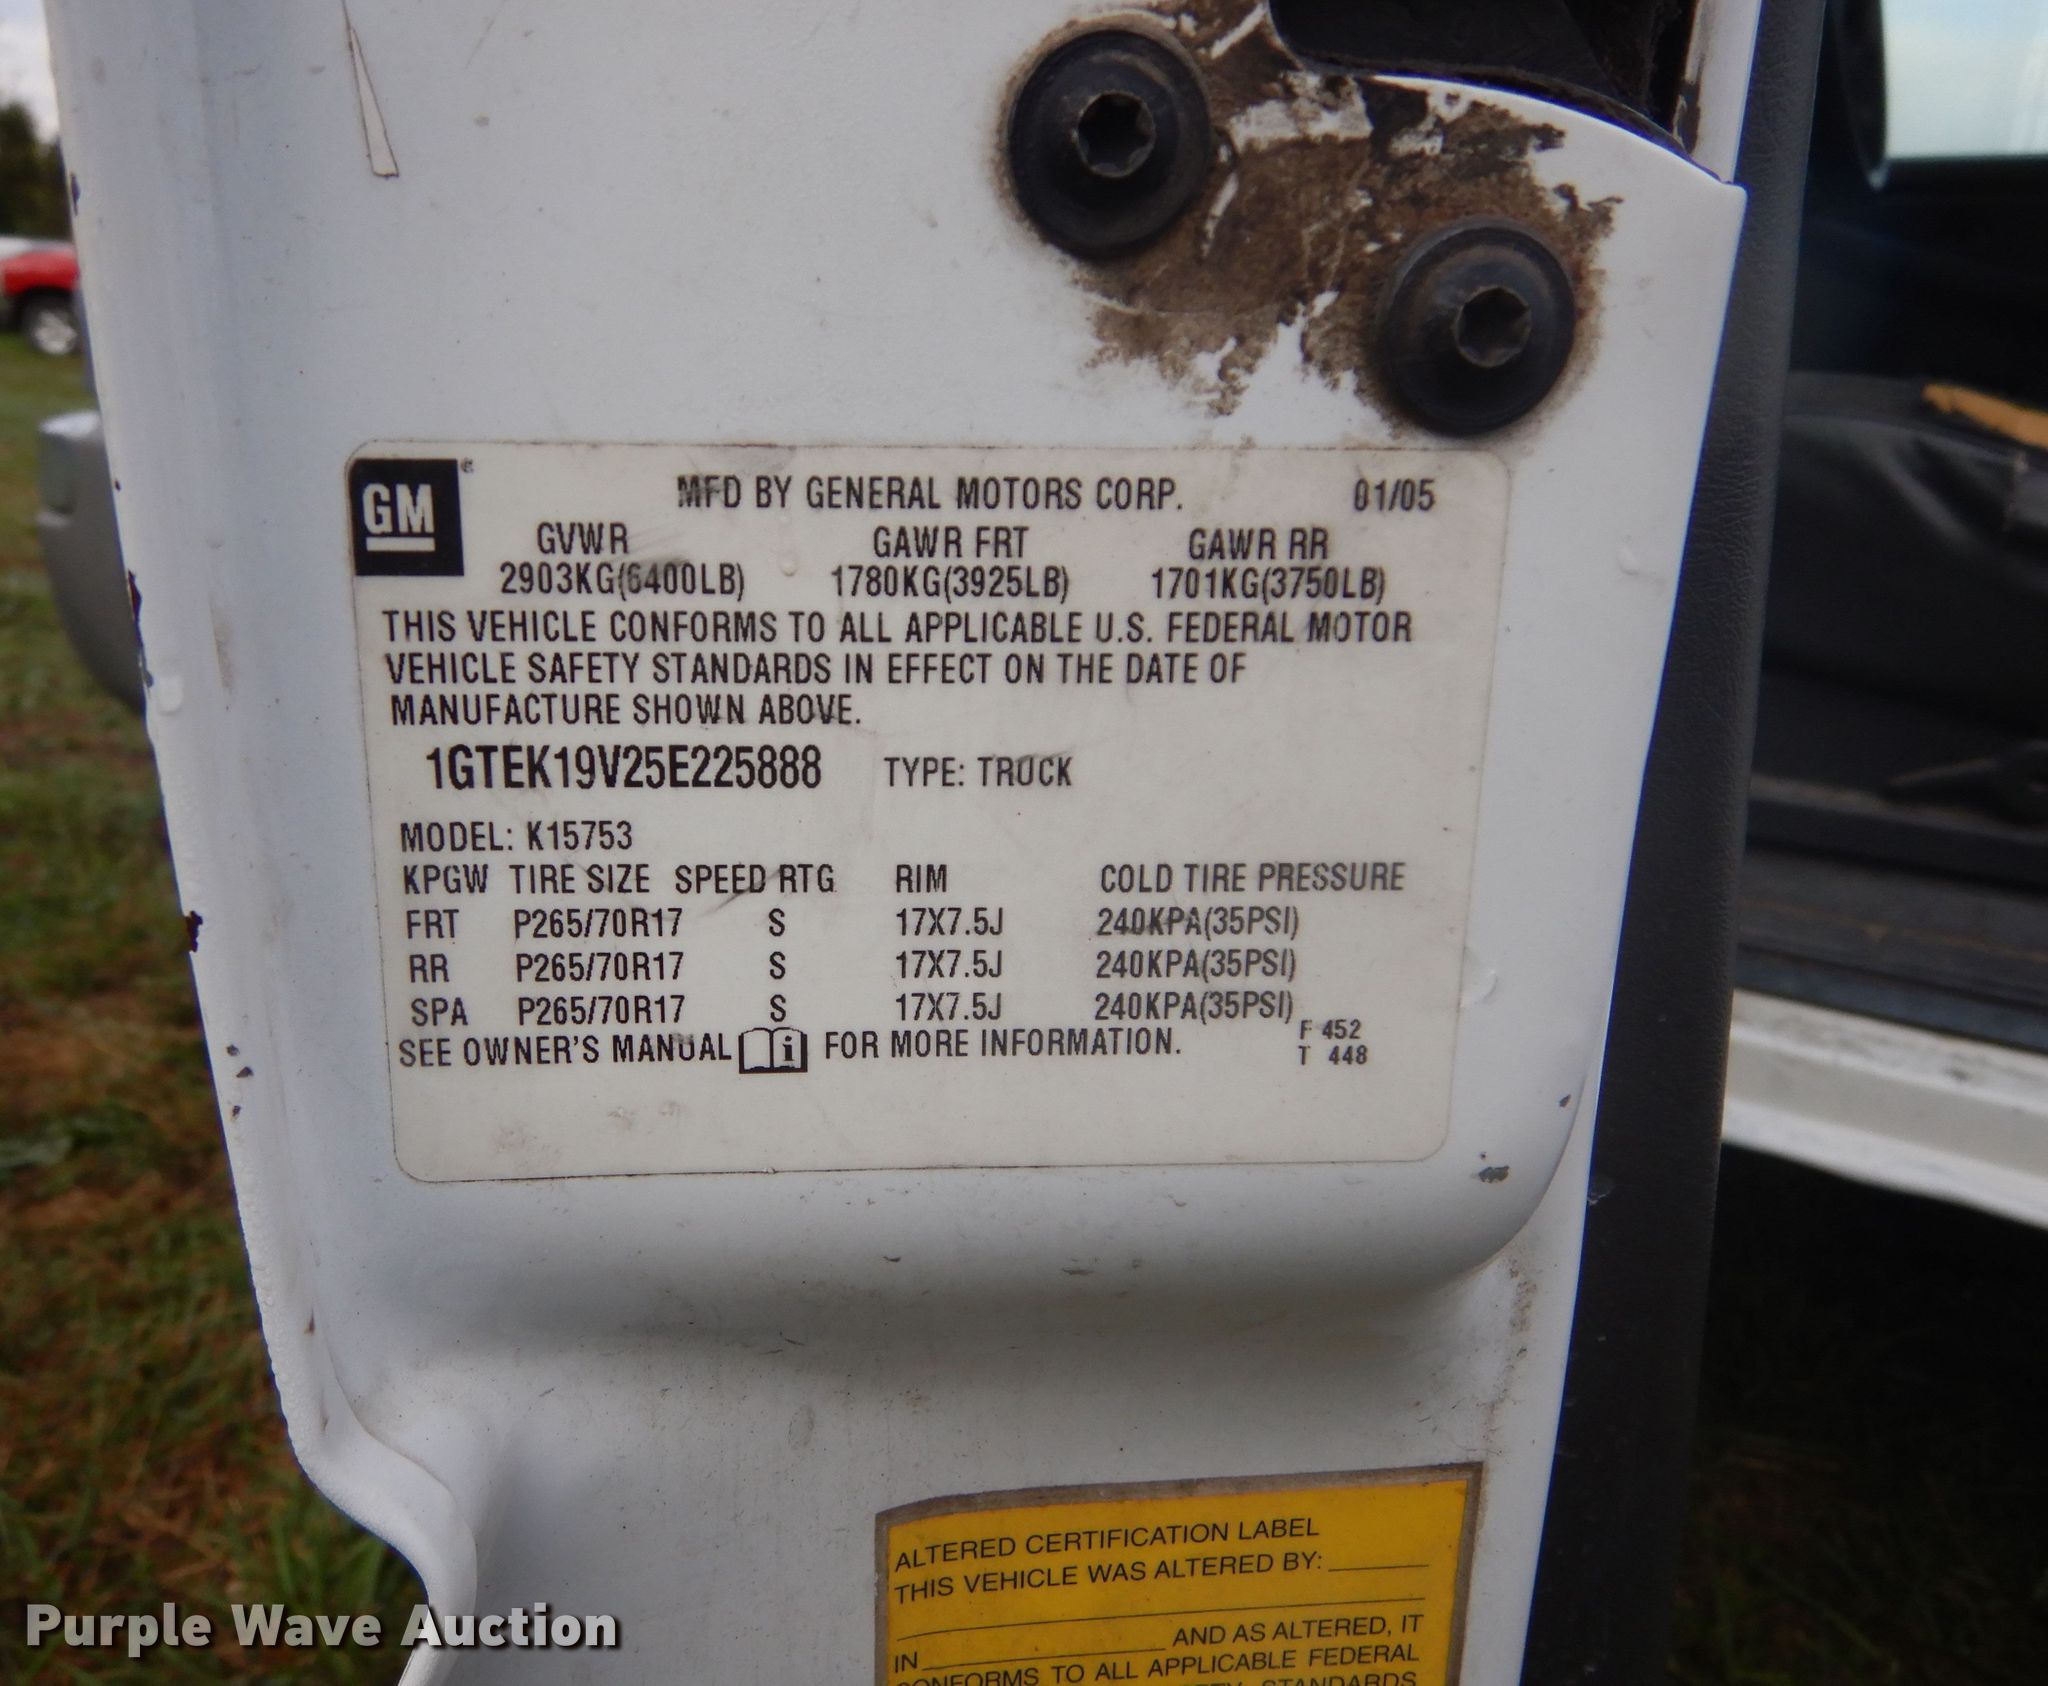 GM
MFD BY GENERAL MOTORS CORP. 01/05
GVWR GAWR FRT GAWR RR
2903KG(6400LB) 1780KG(3925LB) 1701KG(3750LB)
THIS VEHICLE CONFORMS TO ALL APPLICABLE U.S. FEDERAL MOTOR
VEHICLE SAFETY STANDARDS IN EFFECT ON THE DATE OF
MANUFACTURE SHOWN ABOVE.
1GTEK19V25E225888 TYPE: TRUCK
MODEL: K15753
KPGW TIRE SIZE SPEED RTG RIM COLD TIRE PRESSURE
FRT P265/70R17 S 17X7.5J 240KPA(35PSI)
RR P265/70R17 S 17X7.5J 240KPA(35PSI)
SPA P265/70R17 S 17X7.5J 240KPA(35PSI)
SEE OWNER'S MANUAL i FOR MORE INFORMATION.
F 452
T 448
ALTERED CERTIFICATION LABEL
THIS VEHICLE WAS ALTERED BY:
AND AS ALTERED, IT
IN
CONFORMS TO ALL APPLICABLE FEDERAL
STANDARDS
Purple Wave Auction